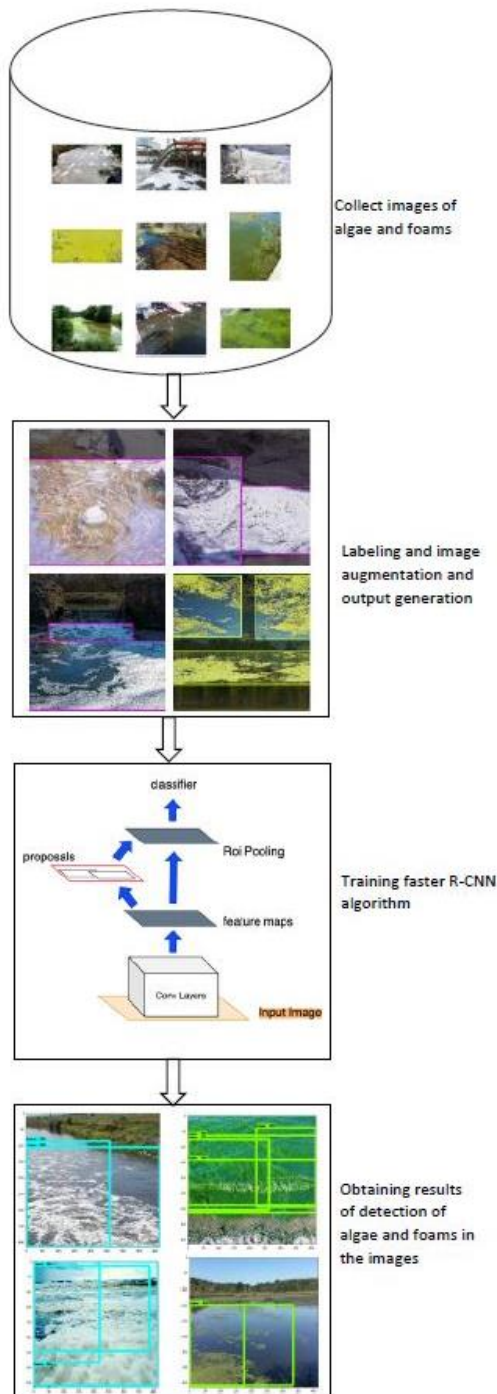 Collect images of
algae and foams
Labeling and image
augmentation and
output generation
classifier
Roi Pooling
proposals
feature maps
Conv Layers
Input Image
Training faster R-CNN
algorithm
Obtaining results
of detection of
algae and foams in
the images